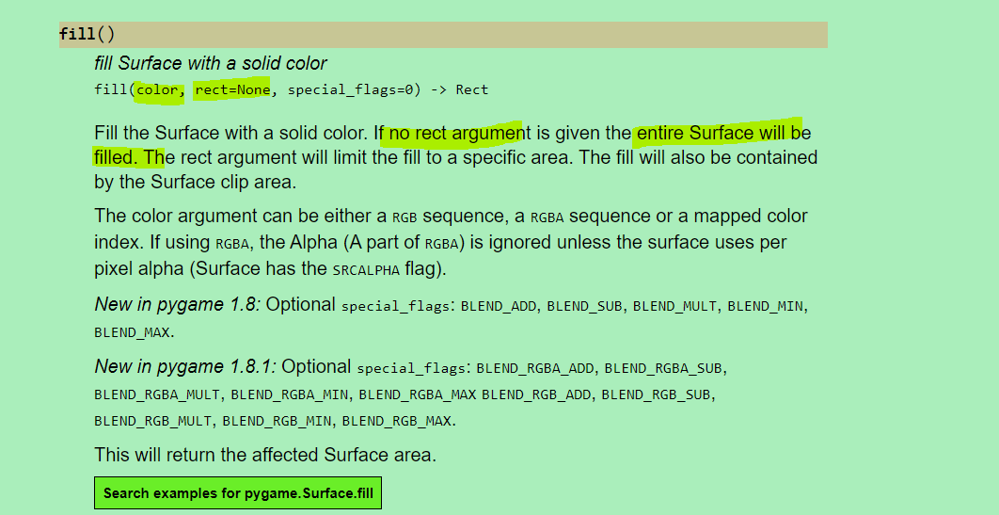 fill()
fill Surface with a solid color
fill(color, rect=None, special_flags=0) -> Rect
Fill the Surface with a solid color. If no rect argument is given the entire Surface will be
filled. The rect argument will limit the fill to a specific area. The fill will also be contained
by the Surface clip area.
The color argument can be either a RGB sequence, a RGBA sequence or a mapped color
index. If using RGBA, the Alpha (A part of RGBA) is ignored unless the surface uses per
pixel alpha (Surface has the SRCALPHA flag).
New in pygame 1.8: Optional special_flags: BLEND_ADD, BLEND_SUB, BLEND_MULT, BLEND_MIN,
BLEND_MAX.
New in pygame 1.8.1: Optional special_flags: BLEND_RGBA_ADD, BLEND_RGBA_SUB,
BLEND_RGBA_MULT, BLEND_RGBA_MIN, BLEND_RGBA_MAX BLEND_RGB_ADD, BLEND_RGB_SUB,
BLEND_RGB_MULT, BLEND_RGB_MIN, BLEND_RGB_MAX.
This will return the affected Surface area.
Search examples for pygame.Surface.fill